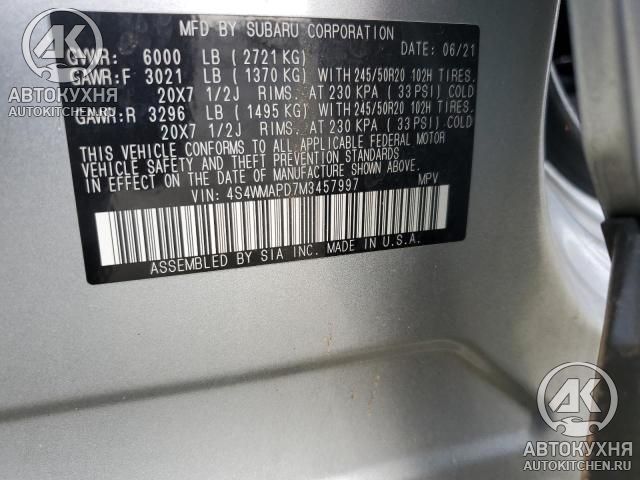 MFD BY SUBARU CORPORATION
DATE: 06/21
GVWR: 6000 LB (2721 KG)
GAWR:F 3021 LB (1370 KG) WITH 245/50R20 102H TIRES.
20X7 1/2J RIMS. AT 230 KPA (33 PSI) COLD
GAWR:R 3296 LB (1495 KG) WITH 245/50R20 102H TIRES.
20X7 1/2J RIMS. AT 230 KPA (33 PSI) COLD
THIS VEHICLE CONFORMS TO ALL APPLICABLE FEDERAL MOTOR
VEHICLE SAFETY AND THEFT PREVENTION STANDARDS
IN EFFECT ON THE DATE OF MANUFACTURE SHOWN ABOVE.
VIN: 4S4WMAPD7M3457997 MPV
ASSEMBLED BY SIA INC. MADE IN U.S.A.
АК
АВТОКУХНЯ
AUTOKITCHEN.RU
АК
АВТОКУХНЯ
AUTOKITCHEN.RU